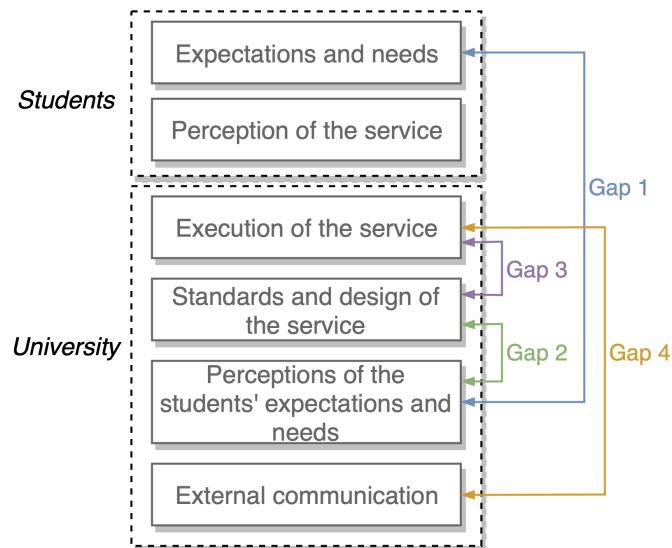 Expectations and needs
Students
Perception of the service
Gap 1
Execution of the service
Gap 3
Standards and design of
the service
University
Gap 2
Gap 4
Perceptions of the
students' expectations and
needs
External communication